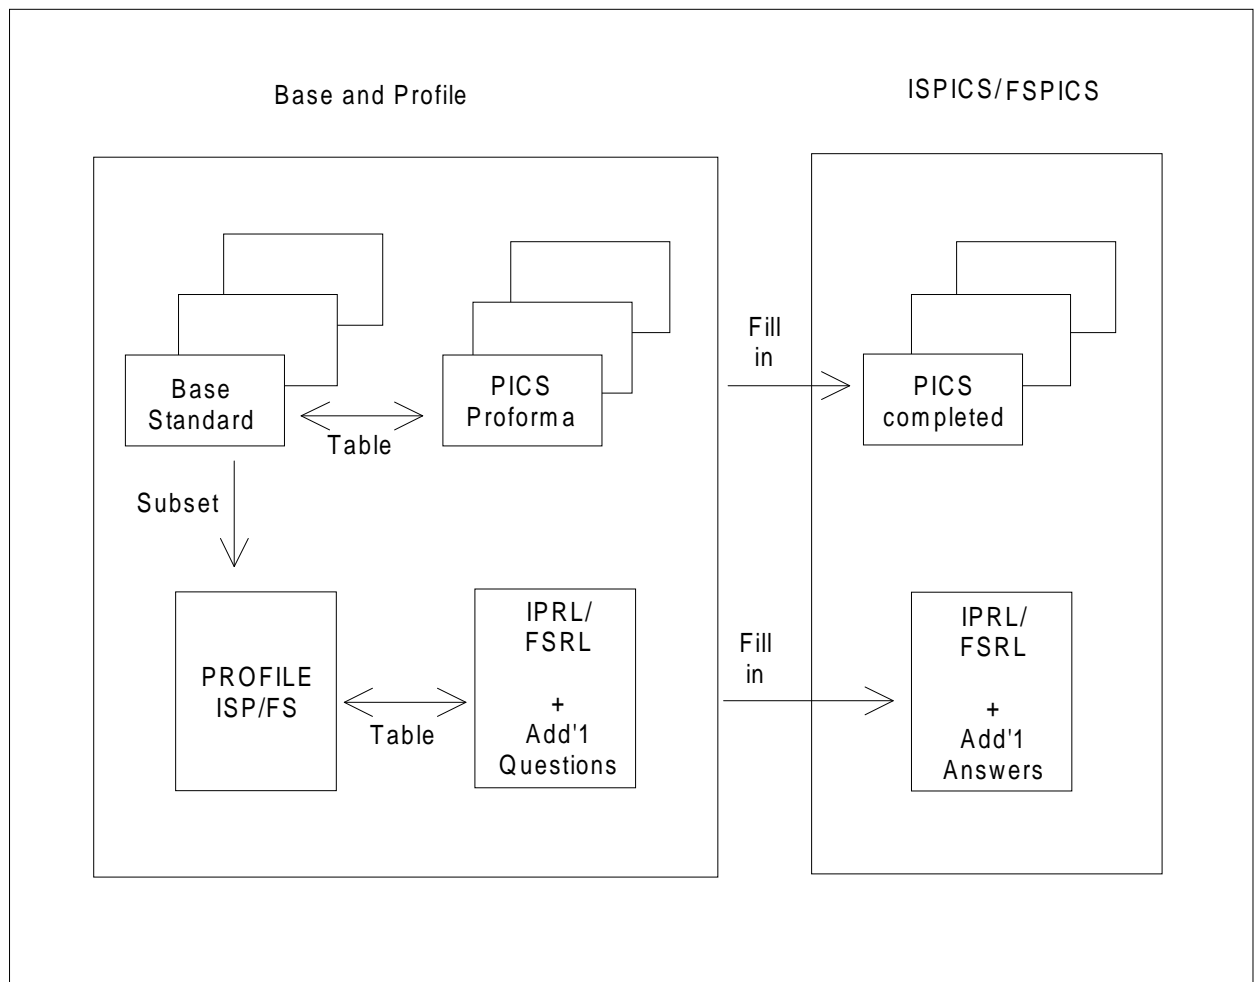 Base and Profile
ISPICS/FSPICS
Base
Standard
Table
PICS
Proforma
Fill
in
PICS
completed
Subset
PROFILE
ISP/FS
Table
IPRL/
FSRL
+
Add'1
Questions
Fill
in
IPRL/
FSRL
+
Add'1
Answers